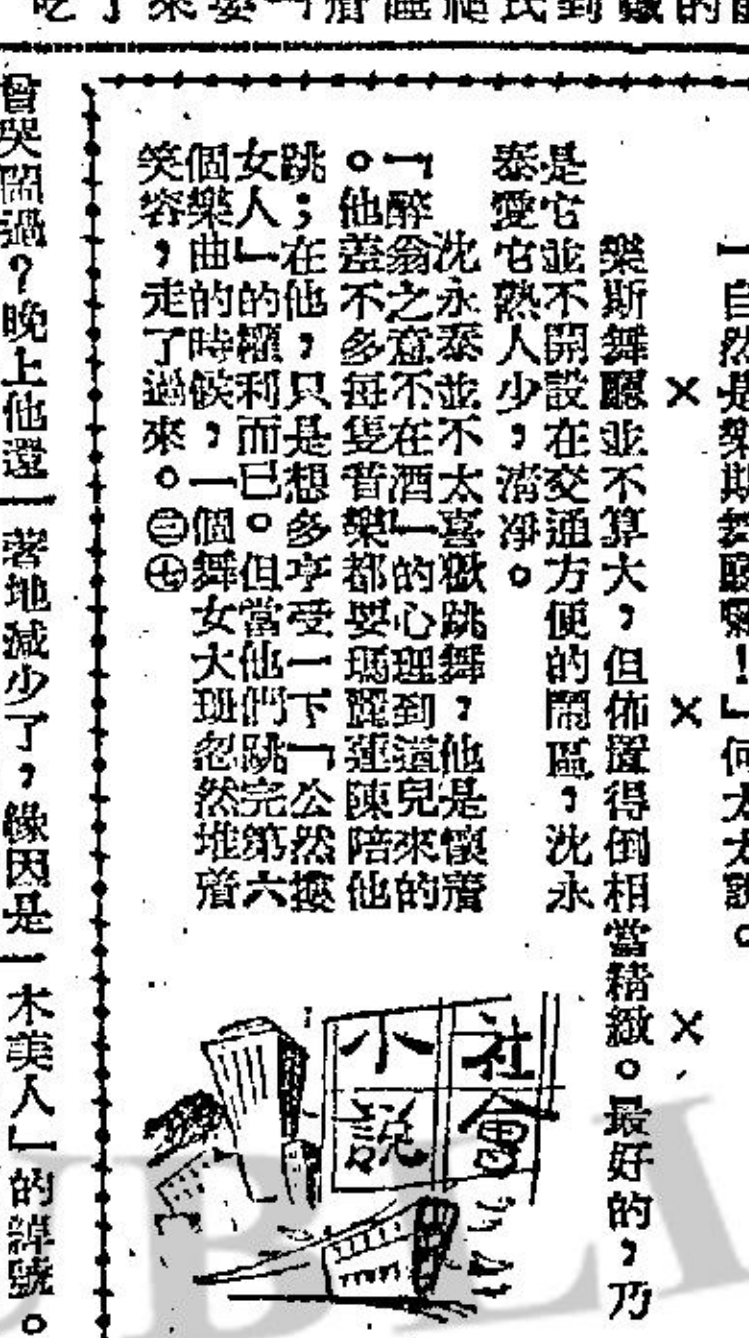 「自然是樂斯舞廳囉!」何太太說。
× × ×
樂斯舞廳並不算大,但佈置得倒相當精緻。最好的,乃
是它並不開設在交通方便的鬧區,沈永
泰愛它熟人少,清淨。
沈永泰並不太喜歡跳舞,他是懷着
「醉翁之意不在酒」的心理到這兒來的
。他差不多每隻音樂都要瑪麗蓮陳陪他
跳;在他,只是想多享受一下「公然摟
女人」的權利而已。但當他們跳完第六
個樂曲的時候,一個舞女大班忽然堆着
笑容,走了過來。㊂㊆
社會
小說
曾哭鬧過?晚上他還
著地減少了,緣因是「木美人」的諢號。